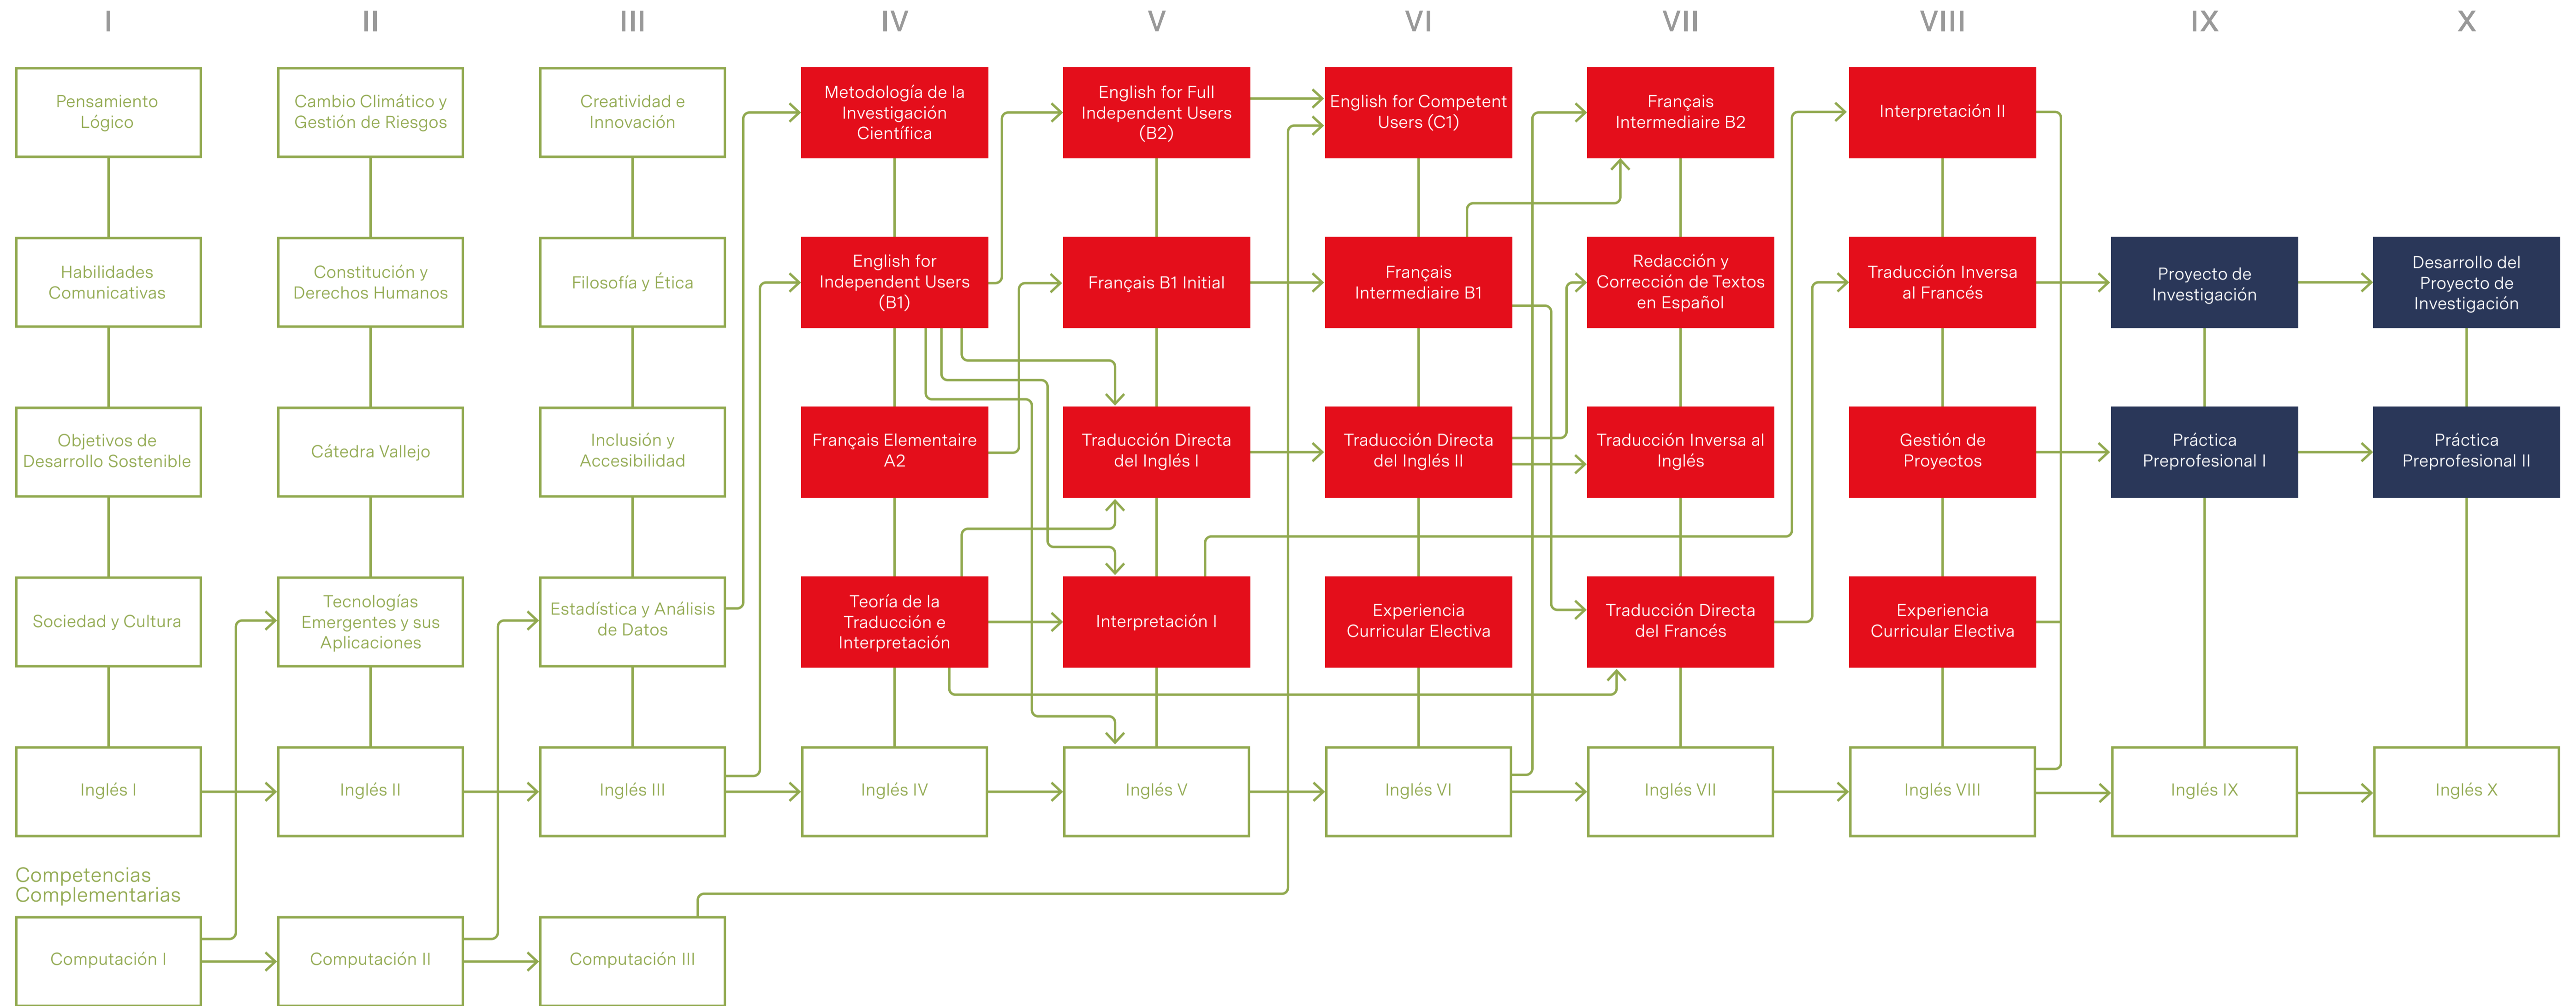 I
II
III
IV
V
VI
VII
VIII
IX
X
Pensamiento
Lógico
Cambio Climático y
Gestión de Riesgos
Creatividad e
Innovación
Metodología de la
Investigación
Científica
English for Full
Independent Users
(B2)
English for Competent
Users (C1)
Français
Intermediaire B2
Interpretación II
Habilidades
Comunicativas
Constitución y
Derechos Humanos
Filosofía y Ética
English for
Independent Users
(B1)
Français B1 Initial
Français
Intermediaire B1
Redacción y
Corrección de Textos
en Español
Traducción Inversa
al Francés
Proyecto de
Investigación
Desarrollo del
Proyecto de
Investigación
Objetivos de
Desarrollo Sostenible
Cátedra Vallejo
Inclusión y
Accesibilidad
Français Elementaire
A2
Traducción Directa
del Inglés I
Traducción Directa
del Inglés II
Traducción Inversa al
Inglés
Gestión de
Proyectos
Práctica
Preprofesional I
Práctica
Preprofesional II
Sociedad y Cultura
Tecnologías
Emergentes y sus
Aplicaciones
Estadística y Análisis
de Datos
Teoría de la
Traducción e
Interpretación
Interpretación I
Experiencia
Curricular Electiva
Traducción Directa
del Francés
Experiencia
Curricular Electiva
Inglés I
Inglés II
Inglés III
Inglés IV
Inglés V
Inglés VI
Inglés VII
Inglés VIII
Inglés IX
Inglés X
Competencias
Complementarias
Computación I
Computación II
Computación III